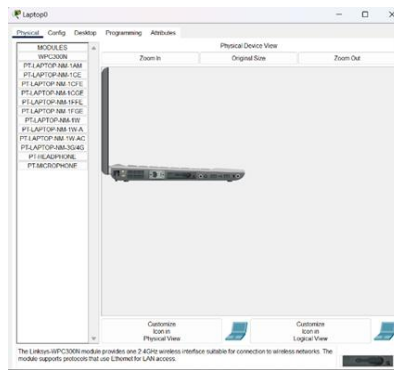 Laptop0
Physical Config Desktop Programming Attributes
MODULES
WPC300N
PT-LAPTOP-NM-1AM
PT-LAPTOP-NM-1CE
PT-LAPTOP-NM-1CFE
PT-LAPTOP-NM-1CGE
PT-LAPTOP-NM-1FFE
PT-LAPTOP-NM-1FGE
PT-LAPTOP-NM-1W
PT-LAPTOP-NM-1W-A
PT-LAPTOP-NM-1W-AC
PT-LAPTOP-NM-3G/4G
PT-HEADPHONE
PT-MICROPHONE
Physical Device View
Zoom In Original Size Zoom Out
Customize
Icon in
Physical View
Customize
Icon in
Logical View
The Linksys-WPC300N module provides one 2.4GHz wireless interface suitable for connection to wireless networks. The
module supports protocols that use Ethernet for LAN access.